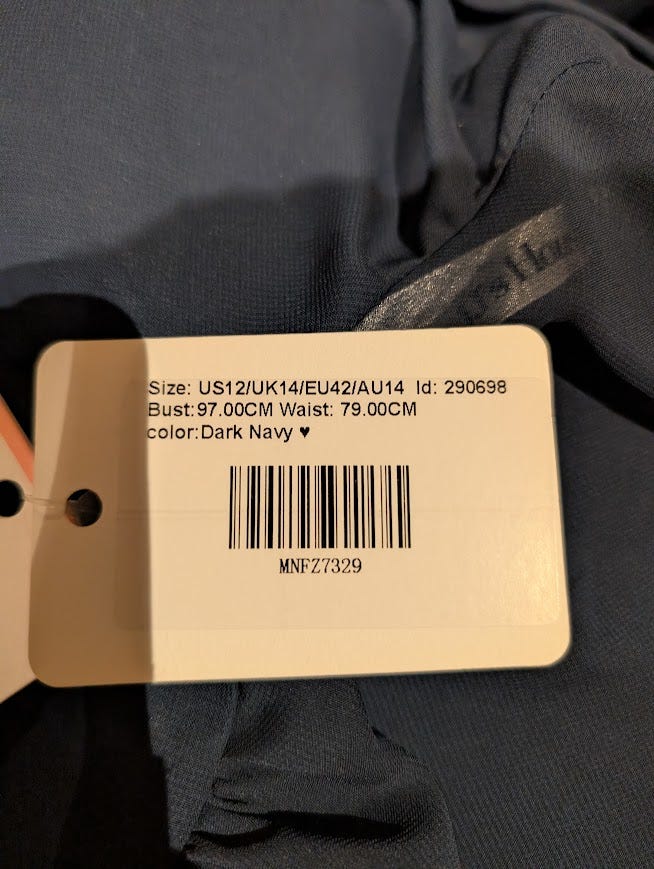 Size: US12/UK14/EU42/AU14 Id: 290698
Bust:97.00CM Waist: 79.00CM
color:Dark Navy ♥
MNFZ7329